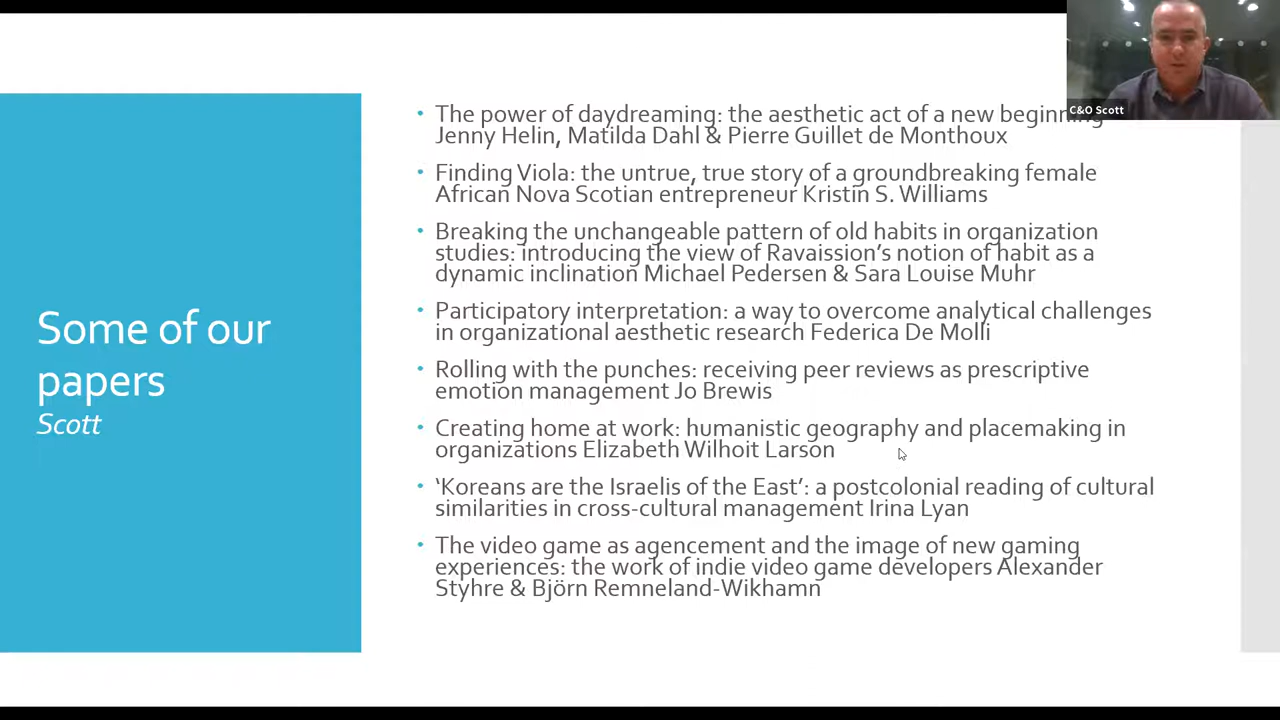 C&O Scott
Some of our
papers
Scott
• The power of daydreaming: the aesthetic act of a new beginning
Jenny Helin, Matilda Dahl & Pierre Guillet de Monthoux
• Finding Viola: the untrue, true story of a groundbreaking female
African Nova Scotian entrepreneur Kristin S. Williams
• Breaking the unchangeable pattern of old habits in organization
studies: introducing the view of Ravaission’s notion of habit as a
dynamic inclination Michael Pedersen & Sara Louise Muhr
• Participatory interpretation: a way to overcome analytical challenges
in organizational aesthetic research Federica De Molli
• Rolling with the punches: receiving peer reviews as prescriptive
emotion management Jo Brewis
• Creating home at work: humanistic geography and placemaking in
organizations Elizabeth Wilhoit Larson
• ‘Koreans are the Israelis of the East’: a postcolonial reading of cultural
similarities in cross-cultural management Irina Lyan
• The video game as agencement and the image of new gaming
experiences: the work of indie video game developers Alexander
Styhre & Björn Remneland-Wikhamn